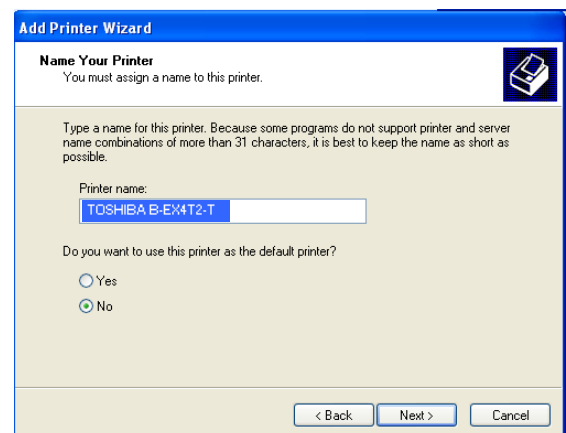 Add Printer Wizard
Name Your Printer
You must assign a name to this printer.
Type a name for this printer. Because some programs do not support printer and server
name combinations of more than 31 characters, it is best to keep the name as short as
possible.
Printer name:
TOSHIBA B-EX4T2-T
Do you want to use this printer as the default printer?
Yes
No
< Back
Next >
Cancel